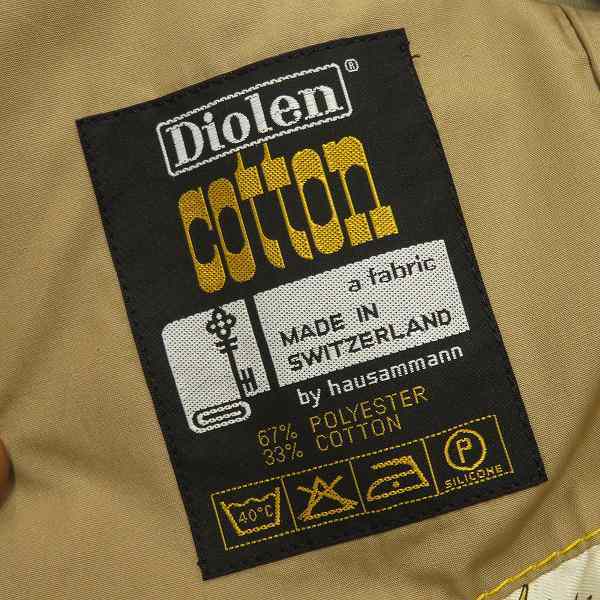 Diolen ®
cotton
a fabric
MADE IN
SWITZERLAND
by hausammann
67% POLYESTER
33% COTTON
40°C
P
SILICONE